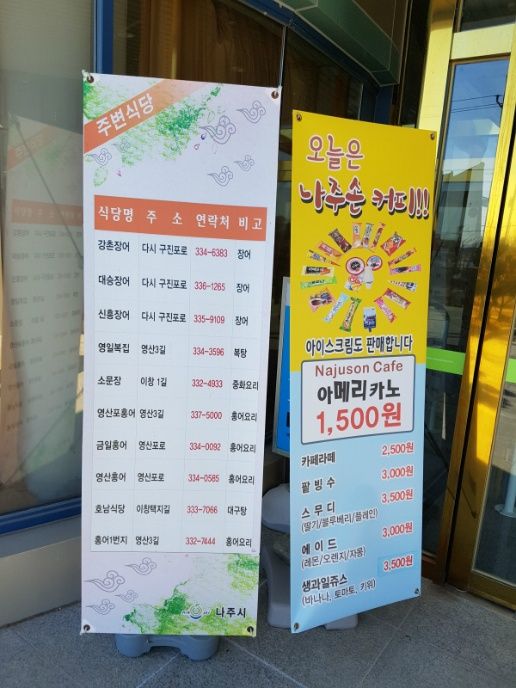 주변식당
식당명 주 소 연락처 비고
강촌장어 다시 구진포로 334-6383 장어
대승장어 다시 구진포로 336-1265 장어
신흥장어 다시 구진포로 335-9109 장어
영일복집 영산3길 334-3596 복탕
소문장 이창 1길 332-4933 중화요리
영산포홍어 영산3길 337-5000 홍어요리
금일홍어 영산포로 334-0092 홍어요리
영산홍어 영산포로 334-0585 홍어요리
호남식당 이창택지길 333-7066 대구탕
홍어1번지 영산3길 332-7444 홍어요리
나주시
오늘은
나주손 커피!!
아이스크림도 판매합니다
Najuson Cafe
아메리카노
1,500원
카페라떼 2,500원
팥빙수 3,000원
스무디 3,500원
(딸기/블루베리/플레인)
에이드 3,000원
(레몬/오렌지/자몽)
생과일쥬스 3,500원
(바나나, 토마토, 키위)